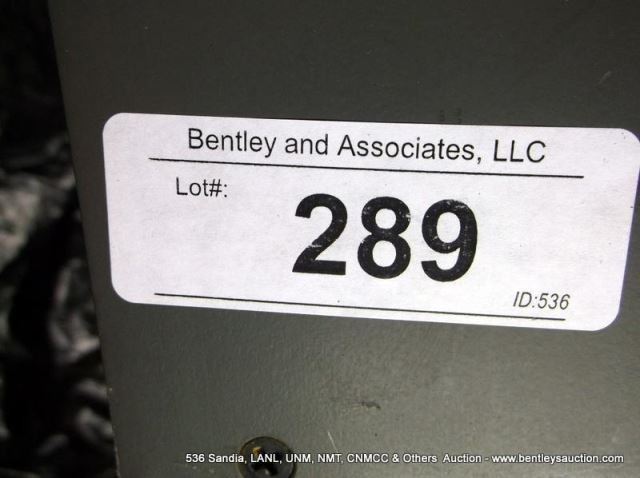 Bentley and Associates, LLC
Lot#:
289
ID:536
536 Sandia, LANL, UNM, NMT, CNMCC & Others Auction - www.bentleysauction.com